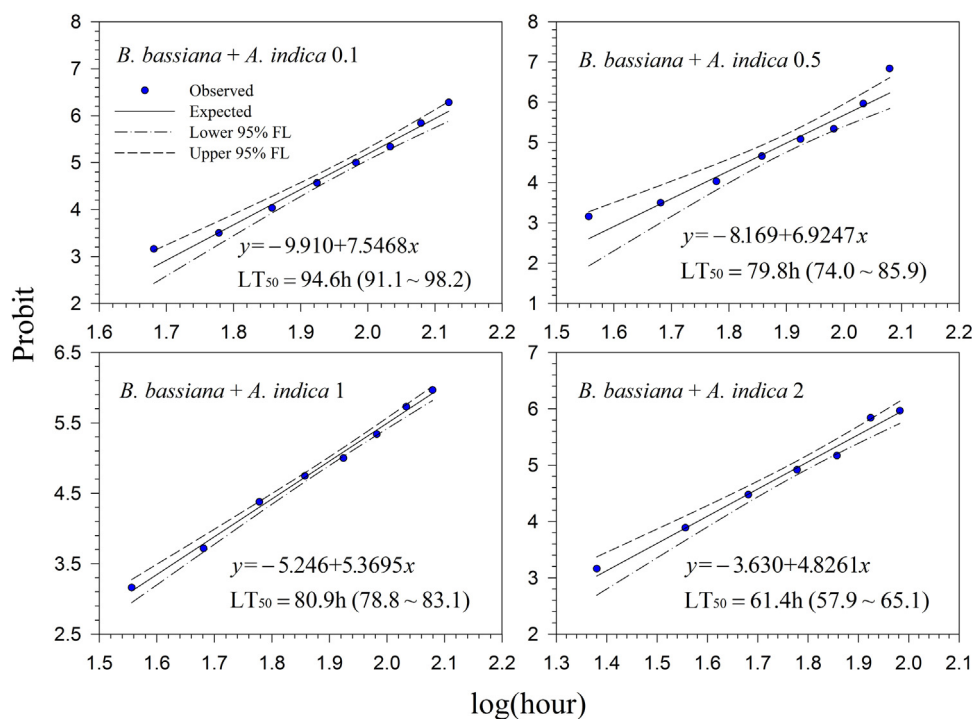 B. bassiana + A. indica 0.1
Observed
Expected
Lower 95% FL
Upper 95% FL
y=−9.910+7.5468x
LT50 = 94.6h (91.1 ~ 98.2)
8
7
6
5
4
3
2
1.6 1.7 1.8 1.9 2.0 2.1 2.2
B. bassiana + A. indica 0.5
y=−8.169+6.9247x
LT50 = 79.8h (74.0 ~ 85.9)
8
7
6
5
4
3
2
1
1.5 1.6 1.7 1.8 1.9 2.0 2.1 2.2
Probit
B. bassiana + A. indica 1
y=−5.246+5.3695x
LT50 = 80.9h (78.8 ~ 83.1)
6.5
5.5
4.5
3.5
2.5
1.5 1.6 1.7 1.8 1.9 2.0 2.1 2.2
B. bassiana + A. indica 2
y=−3.630+4.8261x
LT50 = 61.4h (57.9 ~ 65.1)
7
6
5
4
3
2
1.3 1.4 1.5 1.6 1.7 1.8 1.9 2.0 2.1
log(hour)